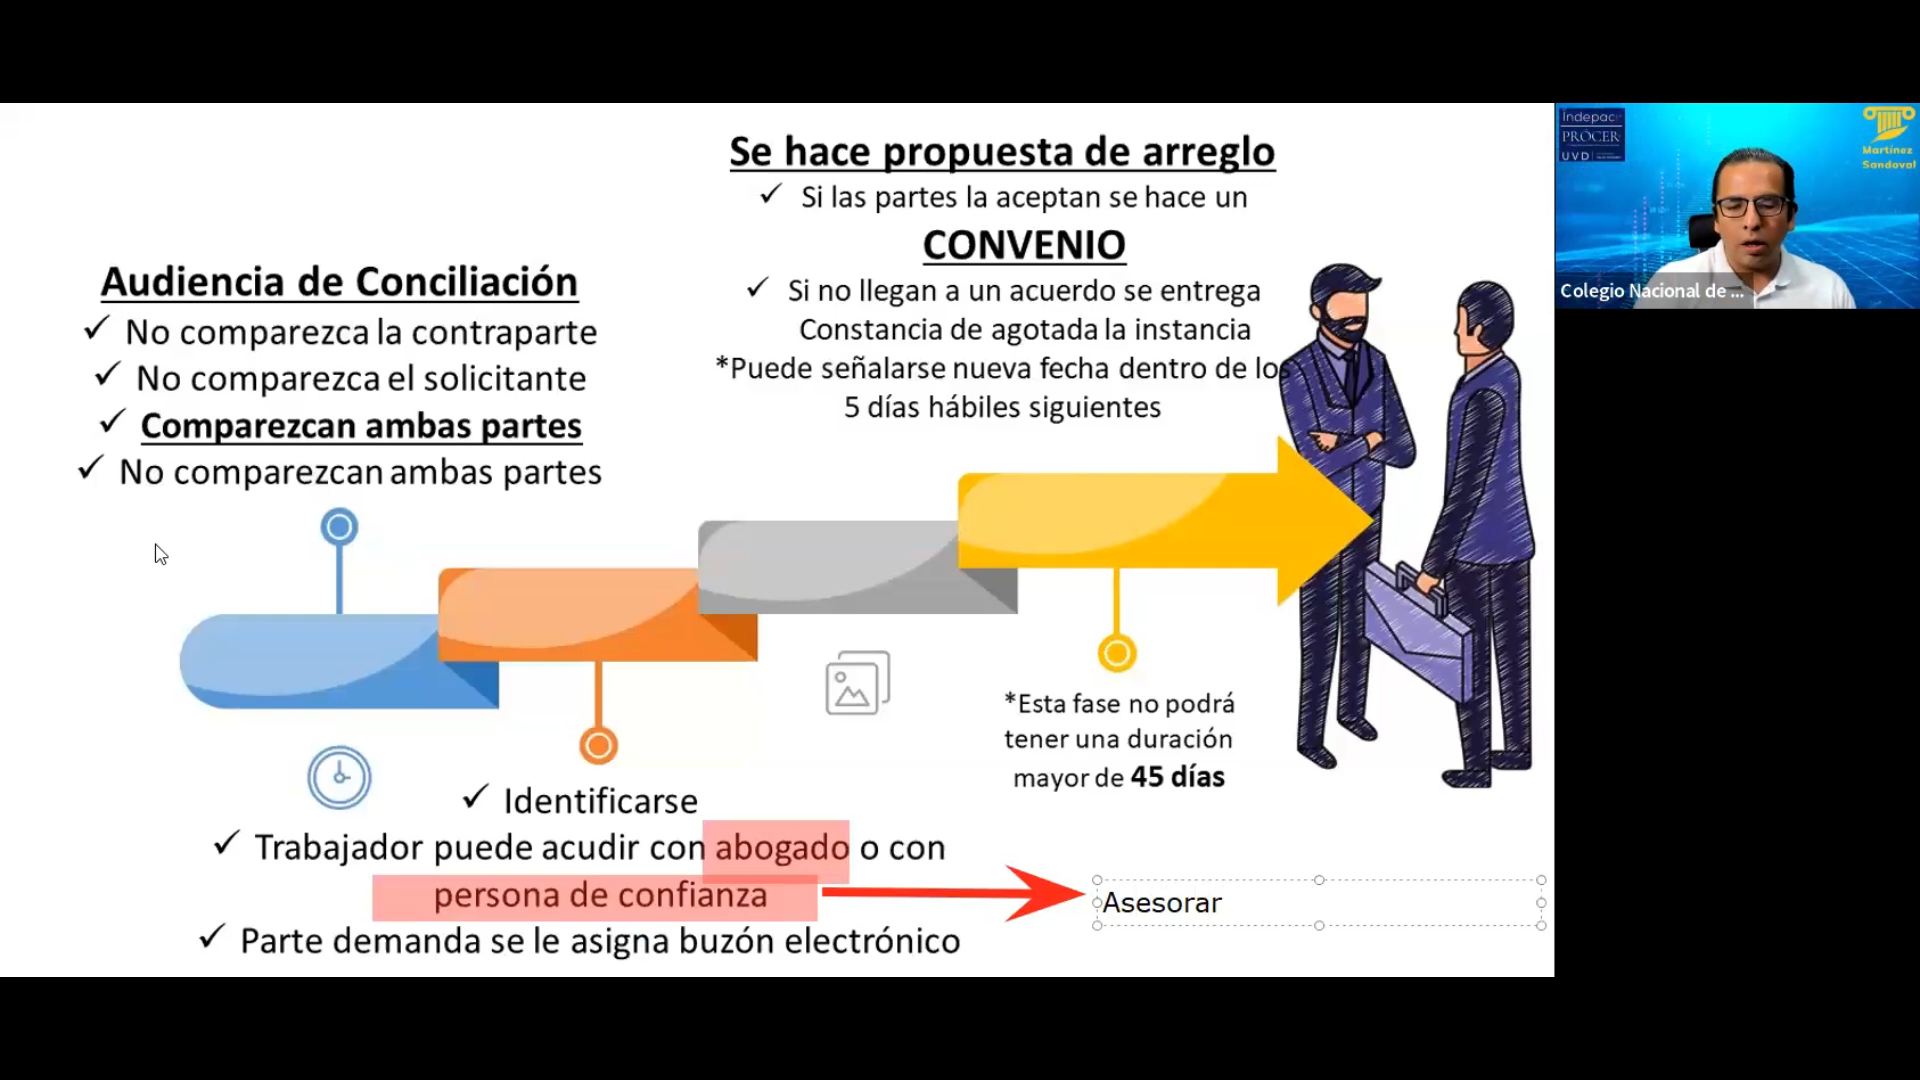 Se hace propuesta de arreglo
✓ Si las partes la aceptan se hace un
CONVENIO
✓ Si no llegan a un acuerdo se entrega
Constancia de agotada la instancia
*Puede señalarse nueva fecha dentro de los
5 días hábiles siguientes
Audiencia de Conciliación
✓ No comparezca la contraparte
✓ No comparezca el solicitante
✓ Comparezcan ambas partes
✓ No comparezcan ambas partes
*Esta fase no podrá
tener una duración
mayor de 45 días
✓ Identificarse
✓ Trabajador puede acudir con abogado o con
persona de confianza
✓ Parte demanda se le asigna buzón electrónico
Asesorar
Indepac
PRÓCER
UVD
Martínez
Sandoval
Colegio Nacional de ...